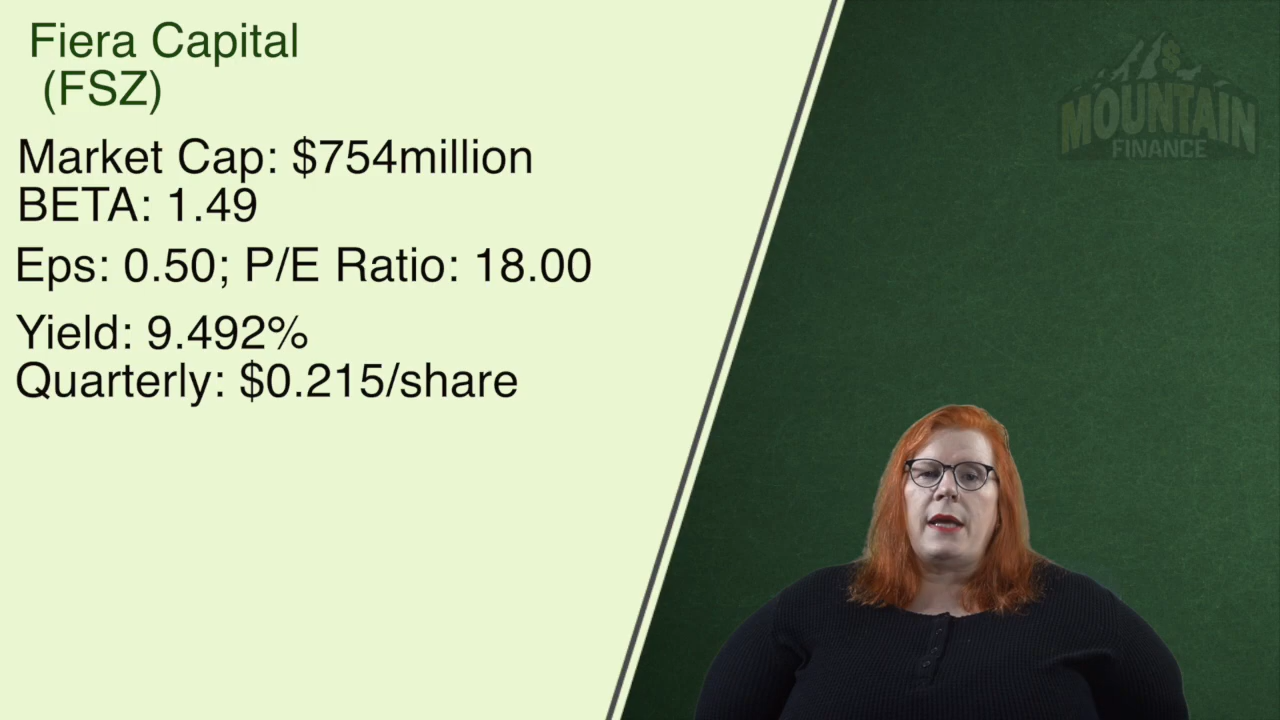 Fiera Capital
(FSZ)
Market Cap: $754million
BETA: 1.49
Eps: 0.50; P/E Ratio: 18.00
Yield: 9.492%
Quarterly: $0.215/share
$
MOUNTAIN
FINANCE